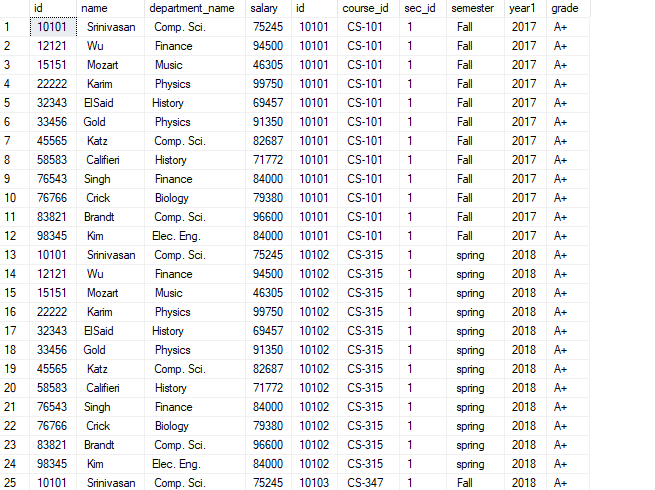 id name department_name salary id course_id sec_id semester year1 grade
1 10101 Srinivasan Comp. Sci. 75245 10101 CS-101 1 Fall 2017 A+
2 12121 Wu Finance 94500 10101 CS-101 1 Fall 2017 A+
3 15151 Mozart Music 46305 10101 CS-101 1 Fall 2017 A+
4 22222 Karim Physics 99750 10101 CS-101 1 Fall 2017 A+
5 32343 ElSaid History 69457 10101 CS-101 1 Fall 2017 A+
6 33456 Gold Physics 91350 10101 CS-101 1 Fall 2017 A+
7 45565 Katz Comp. Sci. 82687 10101 CS-101 1 Fall 2017 A+
8 58583 Califieri History 71772 10101 CS-101 1 Fall 2017 A+
9 76543 Singh Finance 84000 10101 CS-101 1 Fall 2017 A+
10 76766 Crick Biology 79380 10101 CS-101 1 Fall 2017 A+
11 83821 Brandt Comp. Sci. 96600 10101 CS-101 1 Fall 2017 A+
12 98345 Kim Elec. Eng. 84000 10101 CS-101 1 Fall 2017 A+
13 10101 Srinivasan Comp. Sci. 75245 10102 CS-315 1 spring 2018 A+
14 12121 Wu Finance 94500 10102 CS-315 1 spring 2018 A+
15 15151 Mozart Music 46305 10102 CS-315 1 spring 2018 A+
16 22222 Karim Physics 99750 10102 CS-315 1 spring 2018 A+
17 32343 ElSaid History 69457 10102 CS-315 1 spring 2018 A+
18 33456 Gold Physics 91350 10102 CS-315 1 spring 2018 A+
19 45565 Katz Comp. Sci. 82687 10102 CS-315 1 spring 2018 A+
20 58583 Califieri History 71772 10102 CS-315 1 spring 2018 A+
21 76543 Singh Finance 84000 10102 CS-315 1 spring 2018 A+
22 76766 Crick Biology 79380 10102 CS-315 1 spring 2018 A+
23 83821 Brandt Comp. Sci. 96600 10102 CS-315 1 spring 2018 A+
24 98345 Kim Elec. Eng. 84000 10102 CS-315 1 spring 2018 A+
25 10101 Srinivasan Comp. Sci. 75245 10103 CS-347 1 Fall 2018 A+